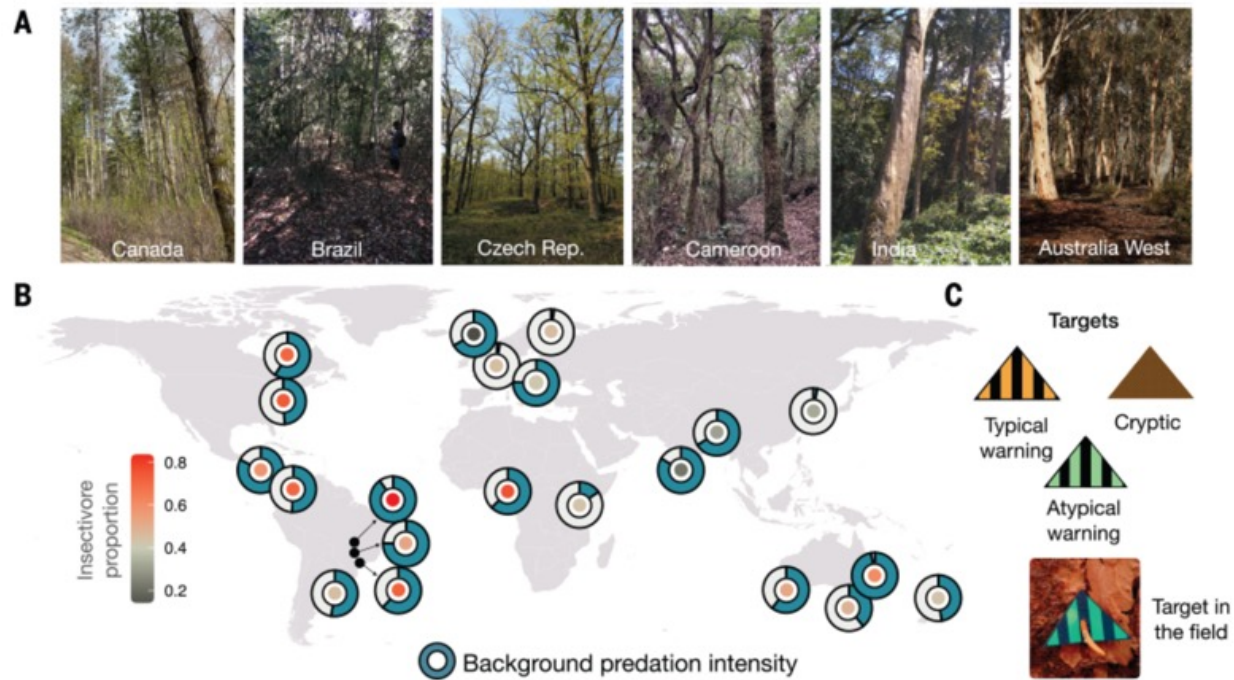 A
Canada
Brazil
Czech Rep.
Cameroon
India
Australia West
B
C
Targets
Typical
warning
Cryptic
Atypical
warning
Target in
the field
Insectivore
proportion
0.8
0.6
0.4
0.2
Background predation intensity